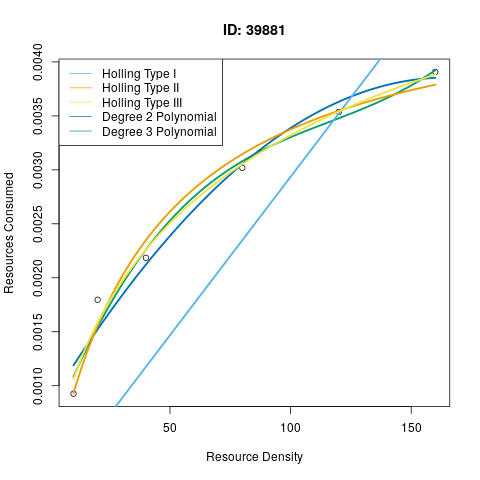 ID: 39881
0.0040
0.0035
0.0030
0.0025
0.0020
0.0015
0.0010
Resources Consumed
Holling Type I
Holling Type II
Holling Type III
Degree 2 Polynomial
Degree 3 Polynomial
50
100
150
Resource Density